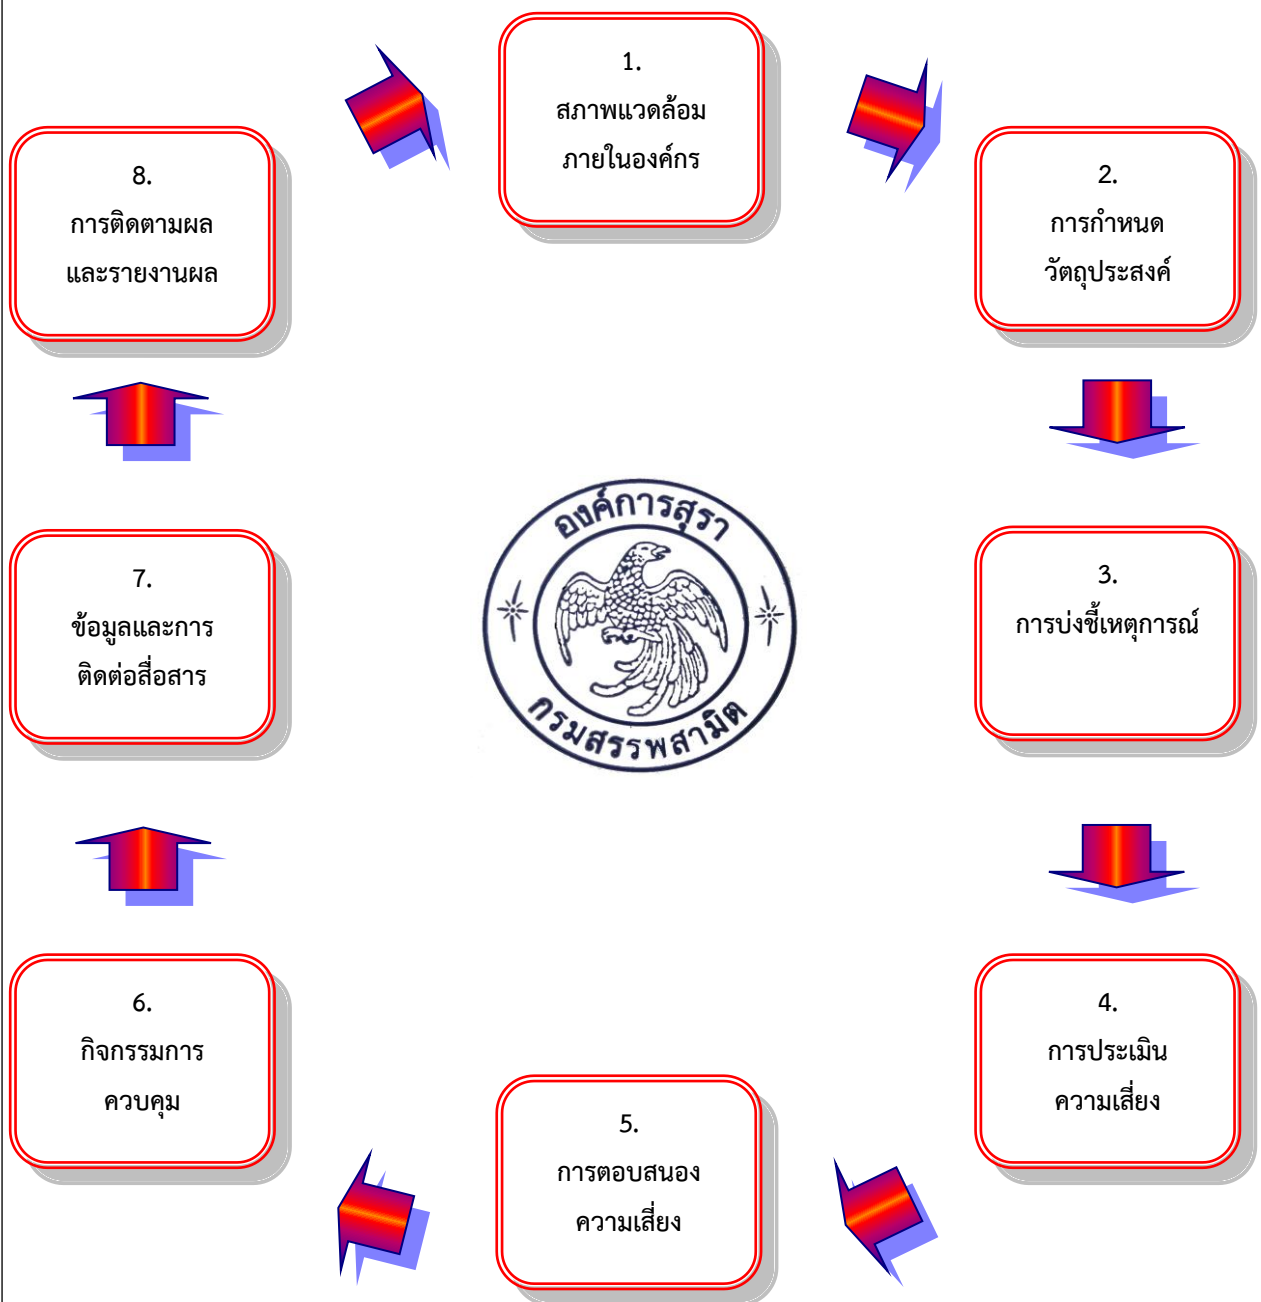 1.
สภาพแวดล้อม
ภายในองค์กร
2.
การกำหนด
วัตถุประสงค์
3.
การบ่งชี้เหตุการณ์
4.
การประเมิน
ความเสี่ยง
5.
การตอบสนอง
ความเสี่ยง
6.
กิจกรรมการ
ควบคุม
7.
ข้อมูลและการ
ติดต่อสื่อสาร
8.
การติดตามผล
และรายงานผล
องค์การสุรา
กรมสรรพสามิต